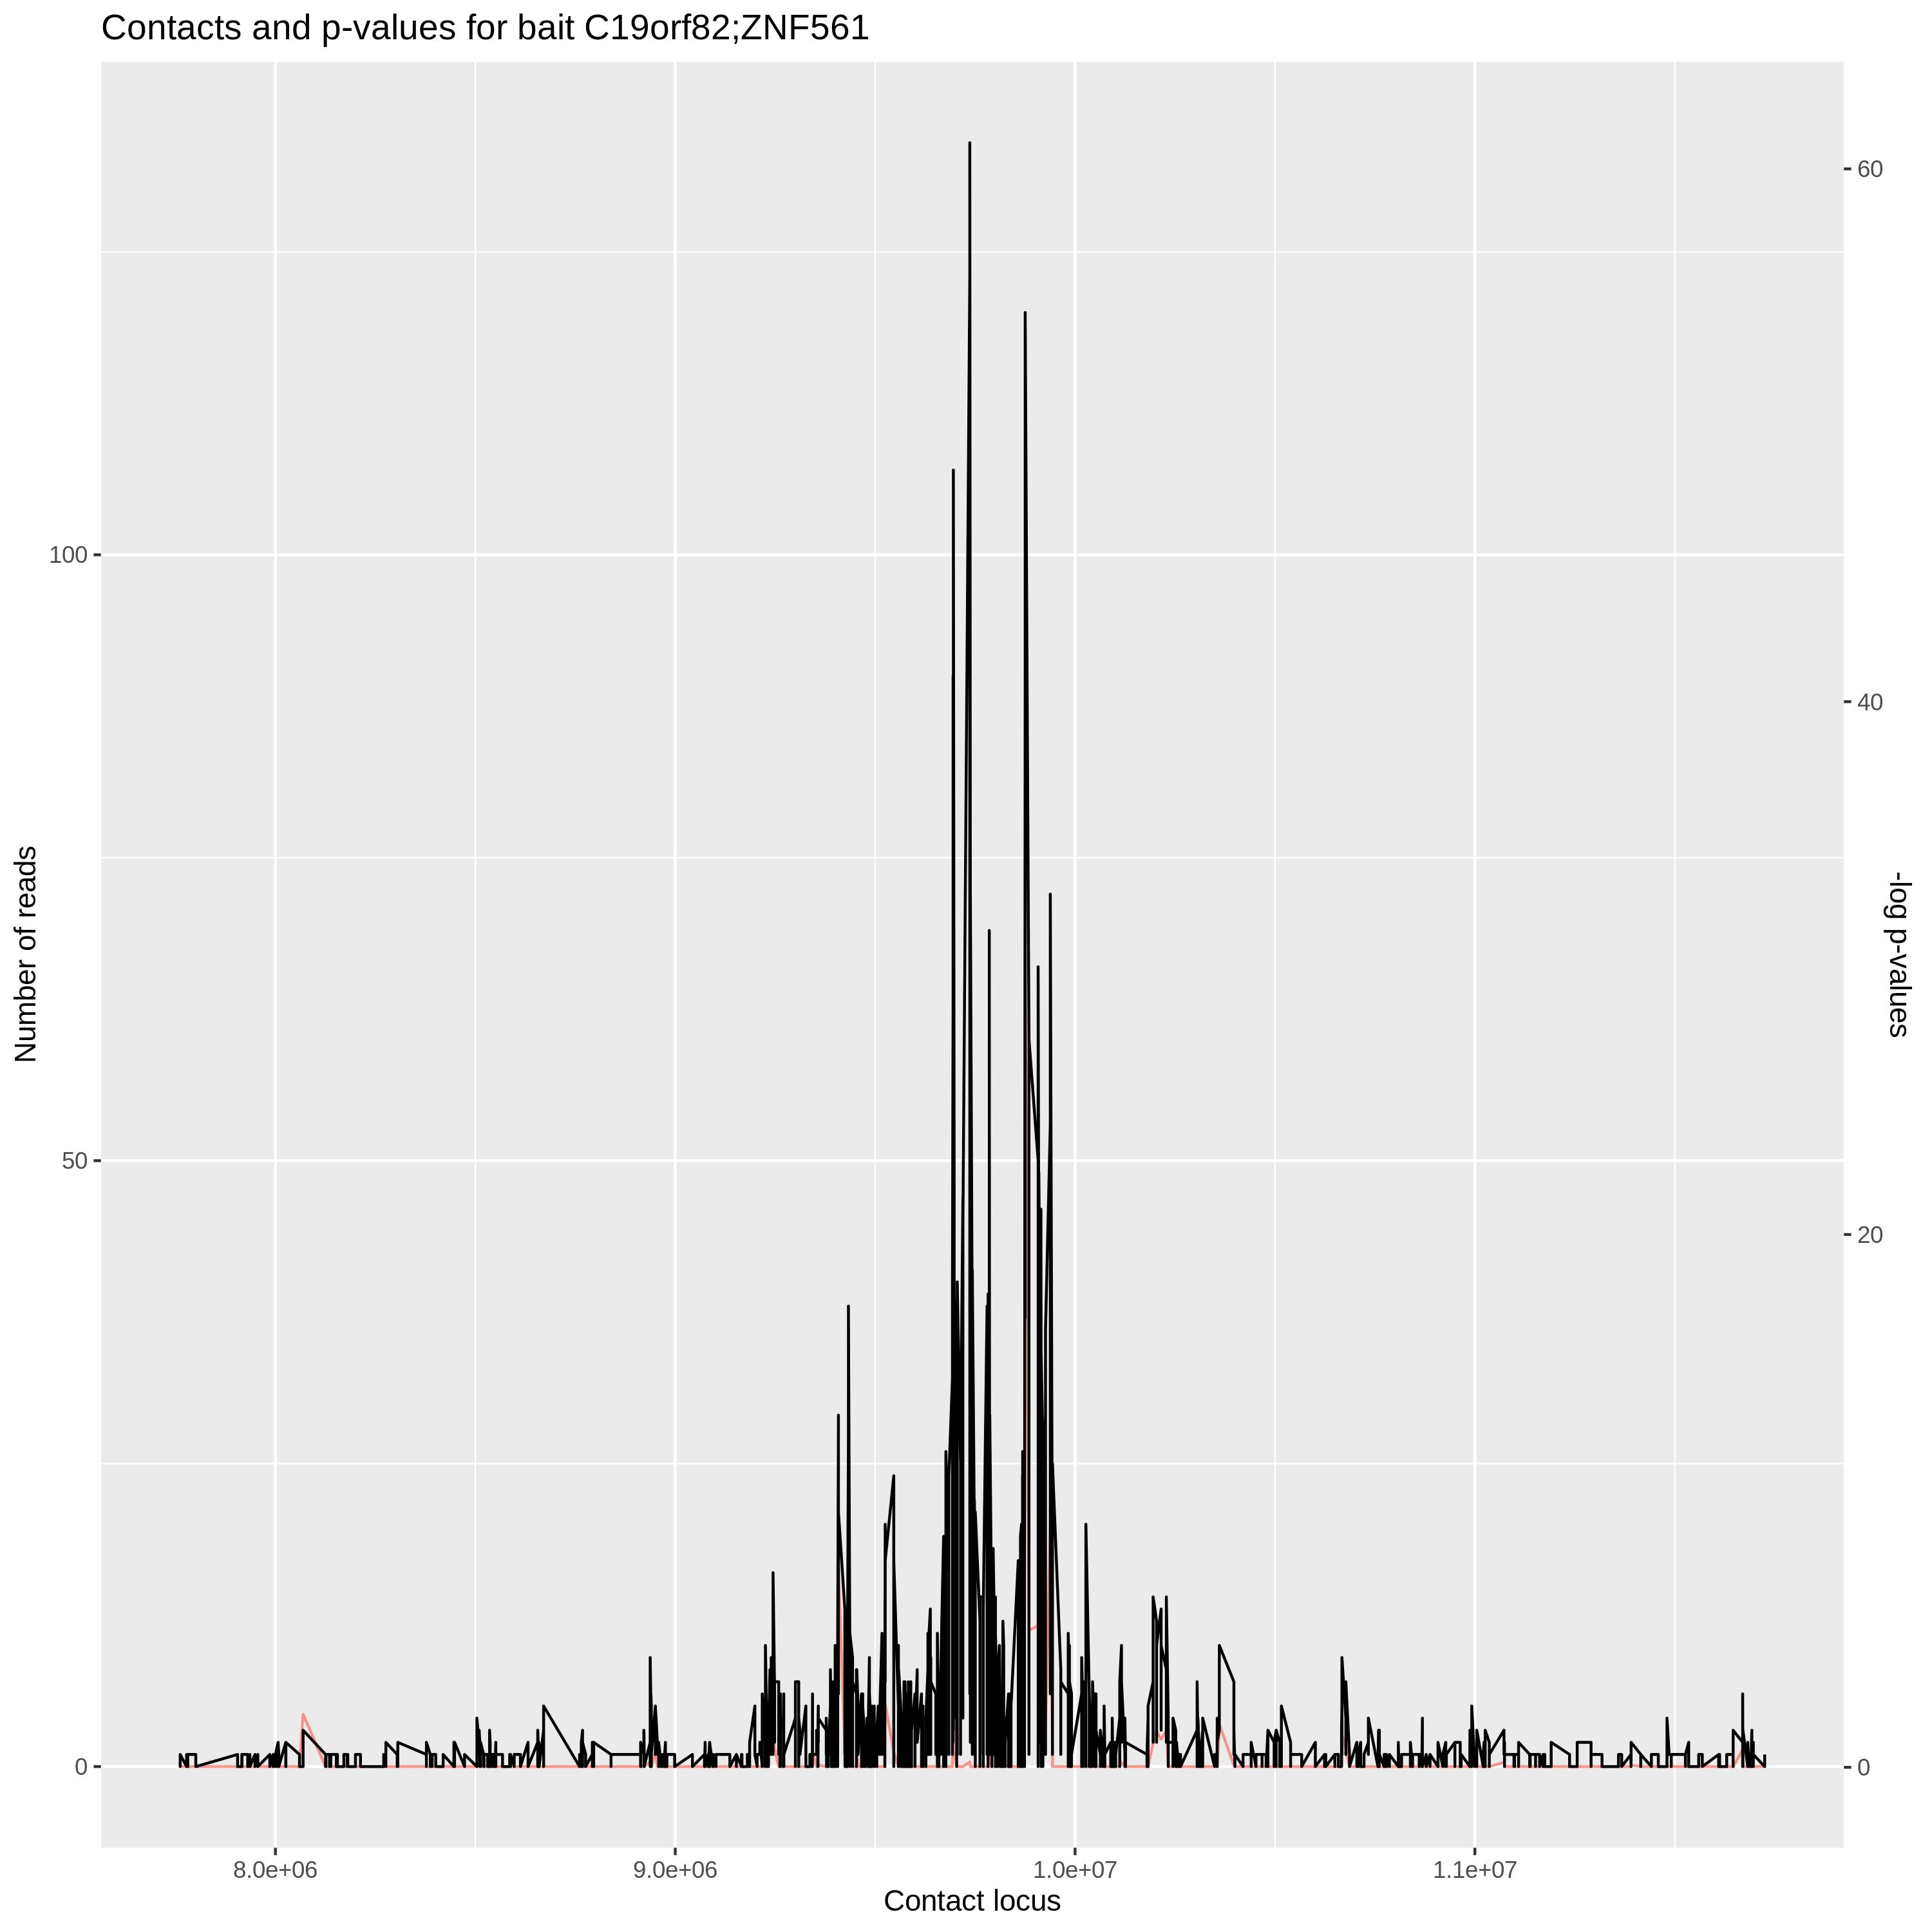 Contacts and p-values for bait C19orf82;ZNF561
60
100
40
Number of reads
-log p-values
50
20
0
0
8.0e+06
9.0e+06
1.0e+07
1.1e+07
Contact locus